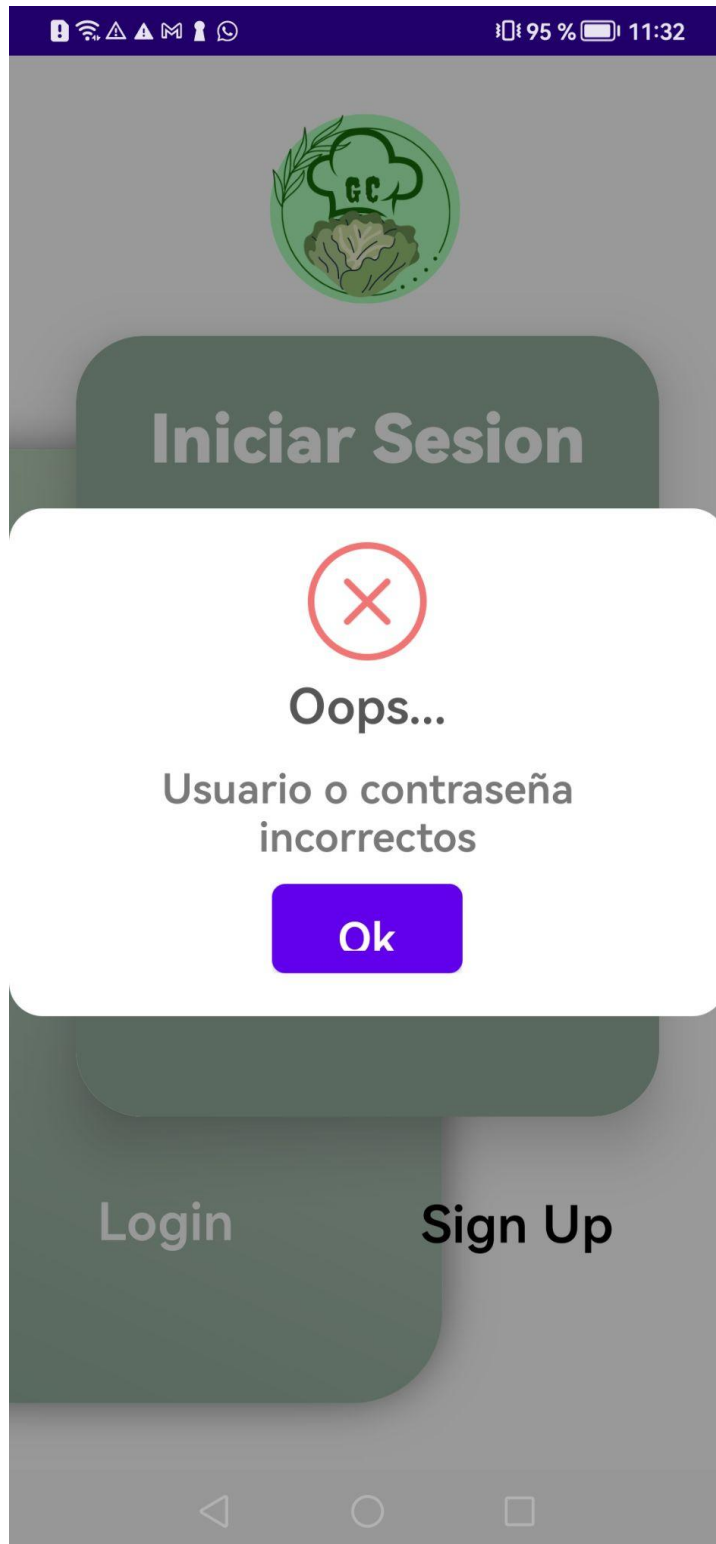 95 % 11:32
GC
Iniciar Sesion
Oops...
Usuario o contraseña
incorrectos
Ok
Login
Sign Up